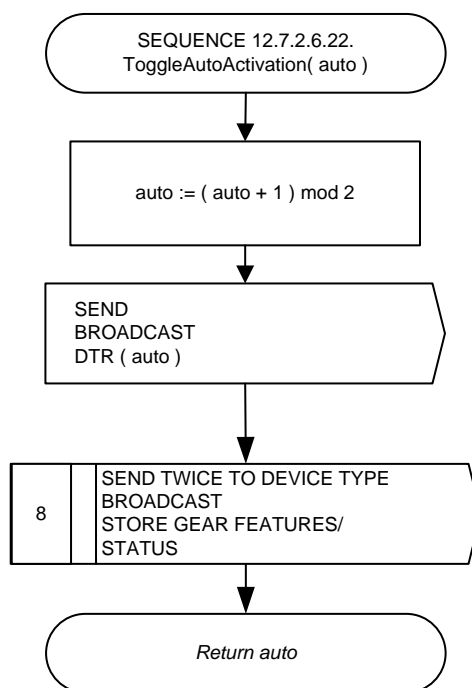 SEQUENCE 12.7.2.6.22.
ToggleAutoActivation( auto )
auto := ( auto + 1 ) mod 2
SEND
BROADCAST
DTR ( auto )
8
SEND TWICE TO DEVICE TYPE
BROADCAST
STORE GEAR FEATURES/
STATUS
Return auto